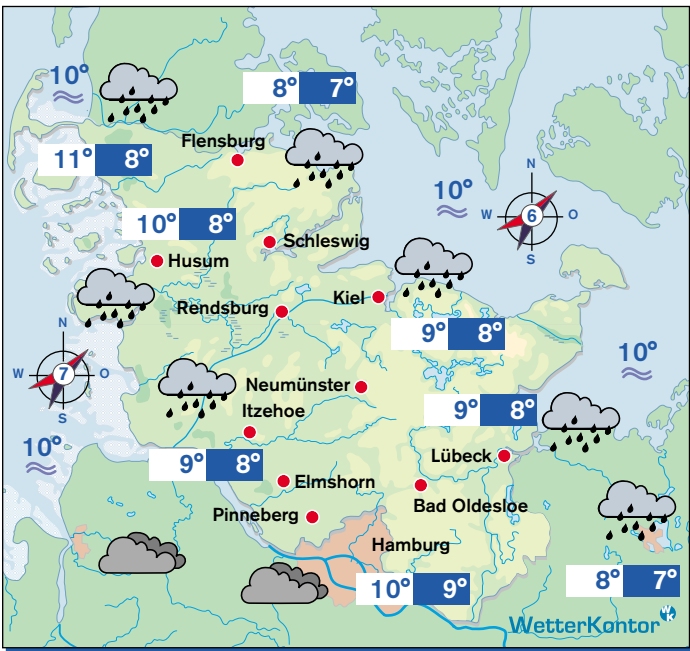 10°
8° 7°
Flensburg
11° 8°
N
10°
W 6 O
S
10° 8°
Schleswig
Husum
Kiel
Rendsburg
N
9° 8°
10°
W 7 O
S
Neumünster
9° 8°
Itzehoe
10°
Lübeck
9° 8°
Elmshorn
Bad Oldesloe
Pinneberg
Hamburg
10° 9°
8° 7°
WetterKontor WK